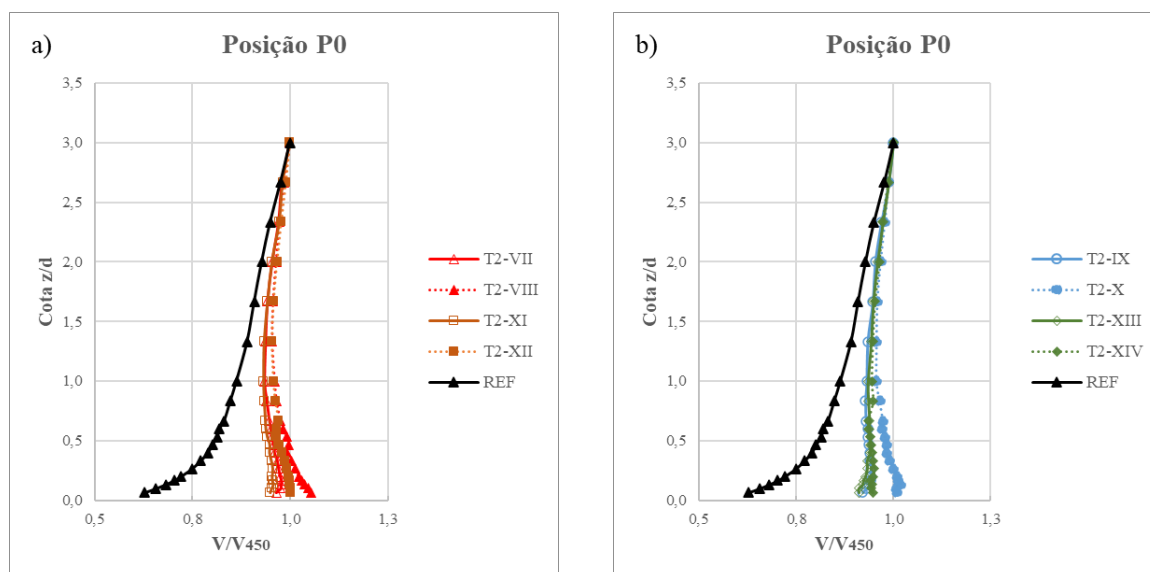 a)
Posição P0
3,5
3,0
2,5
2,0
1,5
1,0
0,5
0,0
Cota z/d
0,5
0,8
1,0
1,3
V/V450
T2-VII
T2-VIII
T2-XI
T2-XII
REF
b)
Posição P0
3,5
3,0
2,5
2,0
1,5
1,0
0,5
0,0
Cota z/d
0,5
0,8
1,0
1,3
V/V450
T2-IX
T2-X
T2-XIII
T2-XIV
REF